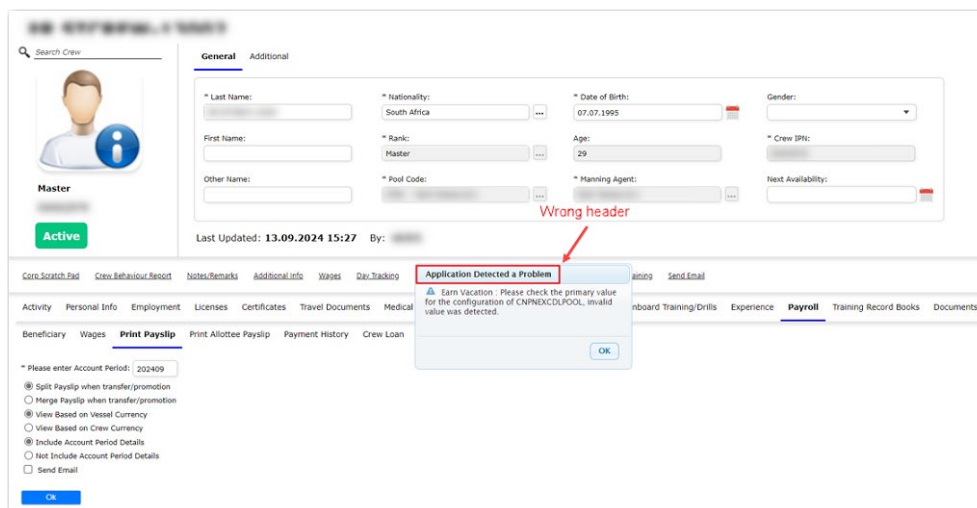 Search Crew
General Additional
* Last Name: * Nationality: * Date of Birth: Gender:
South Africa ... 07.07.1995
First Name: * Rank: Age: * Crew IPN:
Master ... 29
Other Name: * Pool Code: * Manning Agent: Next Availability:
... ...
Master
Active
Last Updated: 13.09.2024 15:27 By:
Wrong header
Corp Scratch Pad Crew Behaviour Report Notes/Remarks Additional Info Wages Day Tracking aining Send Email
Application Detected a Problem
Earn Vacation : Please check the primary value
for the configuration of CNPNEXCDLPOOL, invalid
value was detected.
OK
Activity Personal Info Employment Licenses Certificates Travel Documents Medical nboard Training/Drills Experience Payroll Training Record Books Documents
Beneficiary Wages Print Payslip Print Allottee Payslip Payment History Crew Loan
* Please enter Account Period: 202409
Split Payslip when transfer/promotion
Merge Payslip when transfer/promotion
View Based on Vessel Currency
View Based on Crew Currency
Include Account Period Details
Not Include Account Period Details
Send Email
Ok